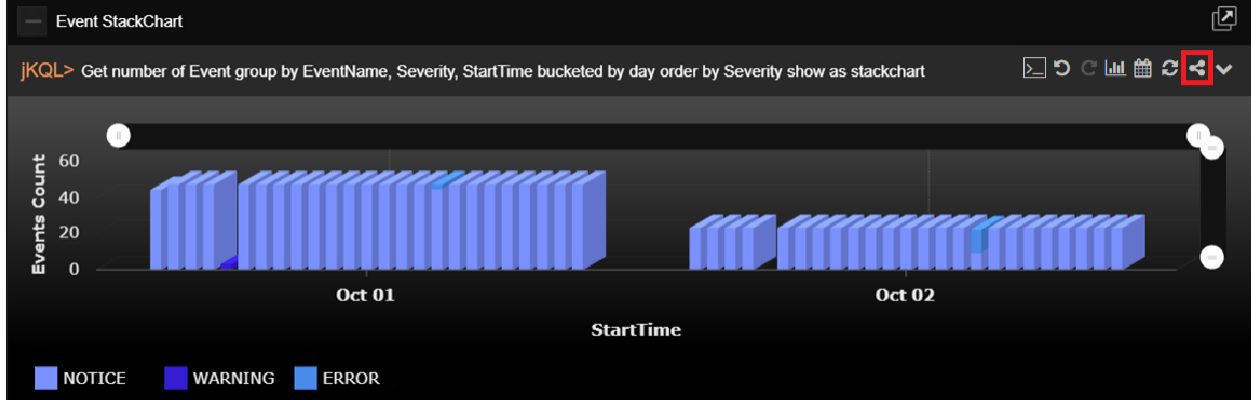 Event StackChart
jKQL> Get number of Event group by EventName, Severity, StartTime bucketed by day order by Severity show as stackchart
60
40
20
0
Events Count
Oct 01
Oct 02
StartTime
NOTICE
WARNING
ERROR